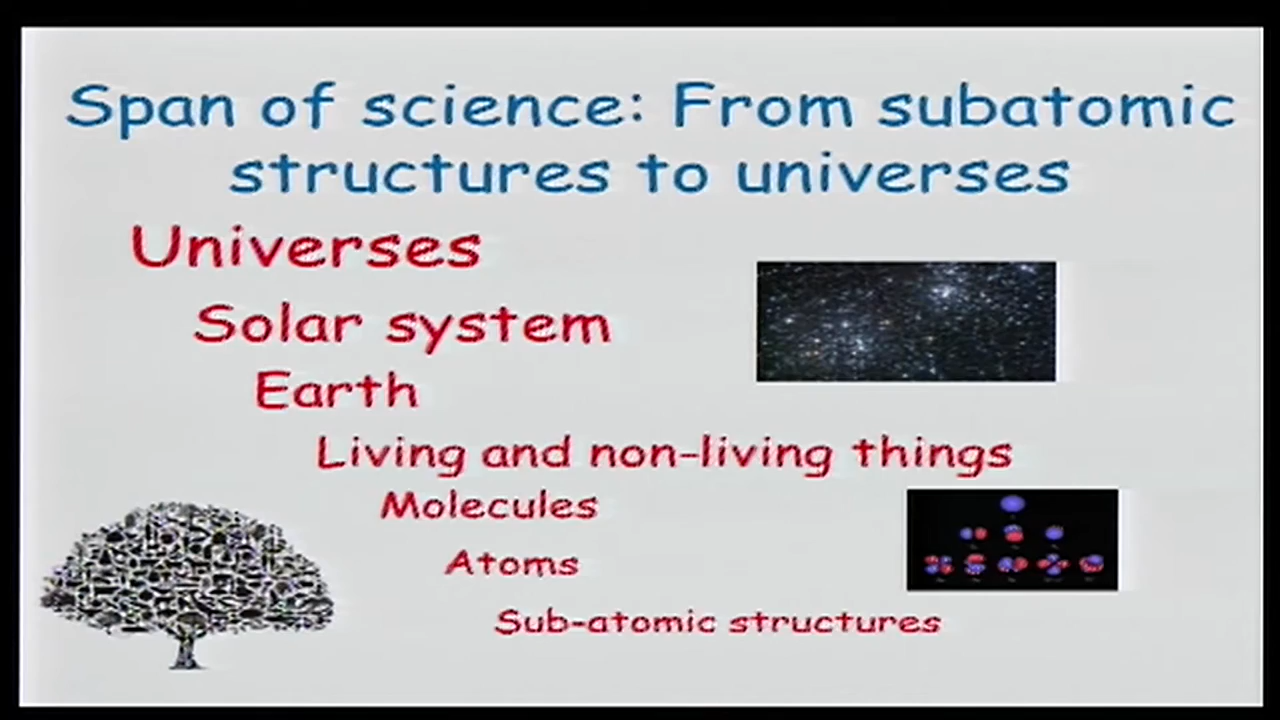 Span of science: From subatomic
structures to universes
Universes
Solar system
Earth
Living and non-living things
Molecules
Atoms
Sub-atomic structures